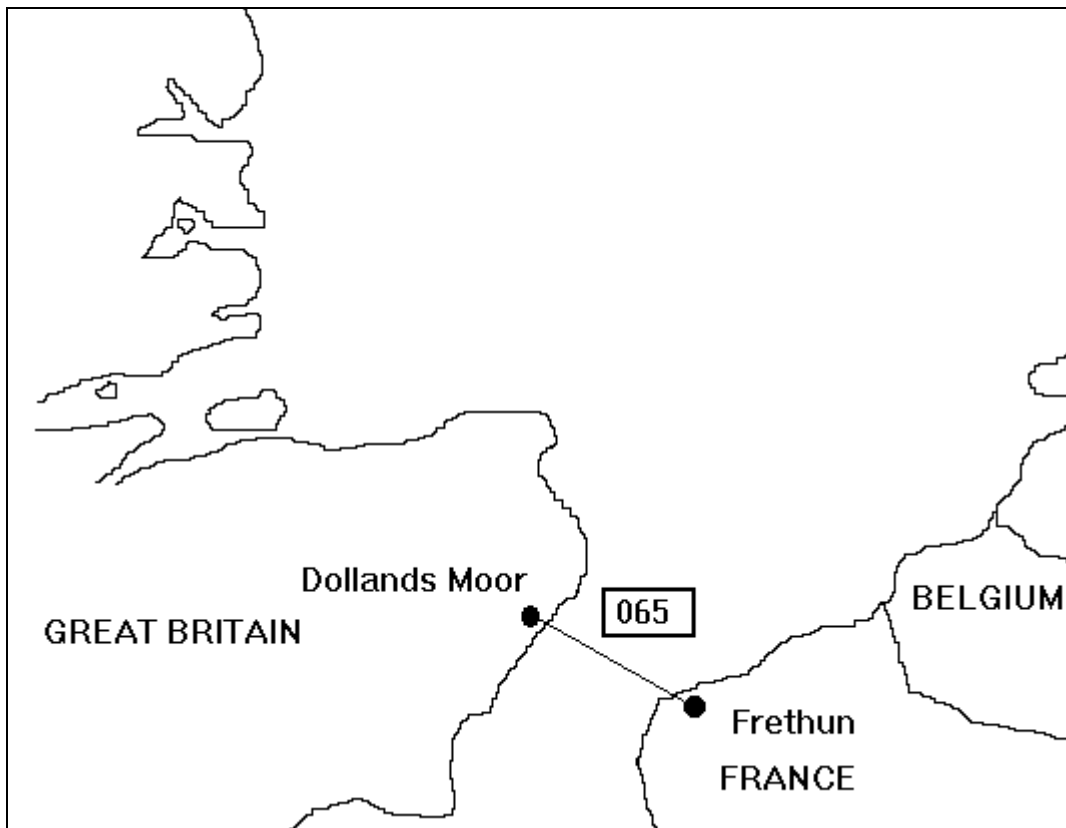 Dollands Moor
065
BELGIUM
GREAT BRITAIN
Frethun
FRANCE